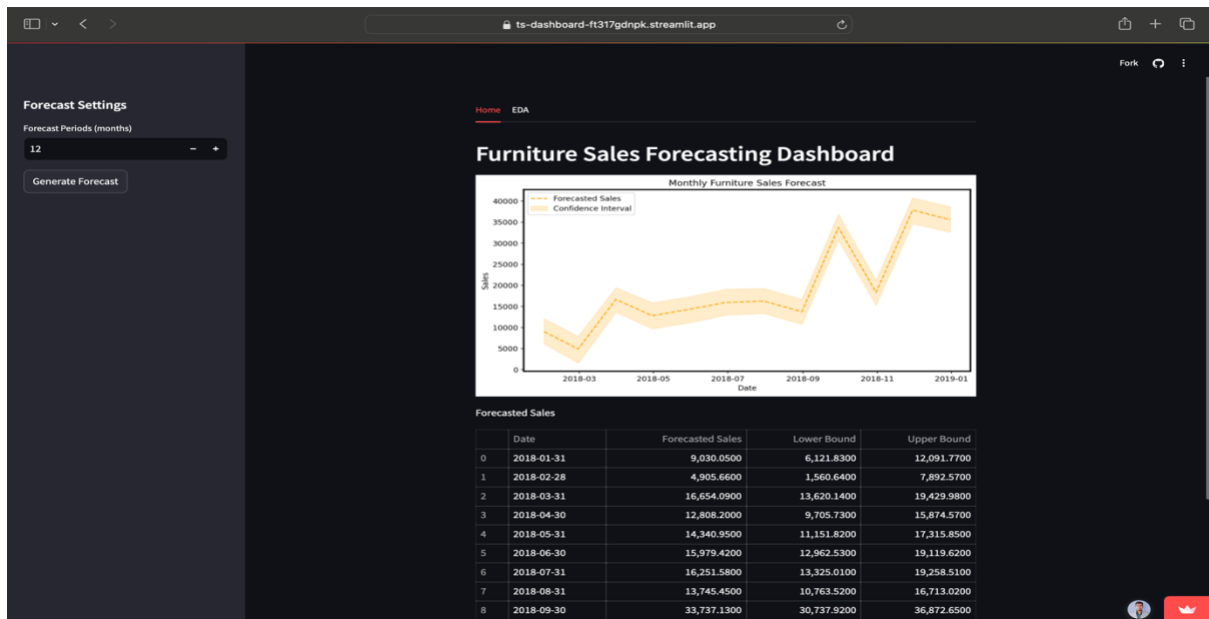 ts-dashboard-ft317gdnpk.streamlit.app
Fork
Forecast Settings
Forecast Periods (months)
12 - +
Generate Forecast
Home EDA
Furniture Sales Forecasting Dashboard
Monthly Furniture Sales Forecast
Forecasted Sales
Confidence Interval
40000
35000
30000
25000
20000
15000
10000
5000
0
Sales
2018-03 2018-05 2018-07 2018-09 2018-11 2019-01
Date
Forecasted Sales
Date Forecasted Sales Lower Bound Upper Bound
0 2018-01-31 9,030.0500 6,121.8300 12,091.7700
1 2018-02-28 4,905.6600 1,560.6400 7,892.5700
2 2018-03-31 16,654.0900 13,620.1400 19,429.9800
3 2018-04-30 12,808.2000 9,705.7300 15,874.5700
4 2018-05-31 14,340.9500 11,151.8200 17,315.8500
5 2018-06-30 15,979.4200 12,962.5300 19,119.6200
6 2018-07-31 16,251.5800 13,325.0100 19,258.5100
7 2018-08-31 13,745.4500 10,763.5200 16,713.0200
8 2018-09-30 33,737.1300 30,737.9200 36,872.6500